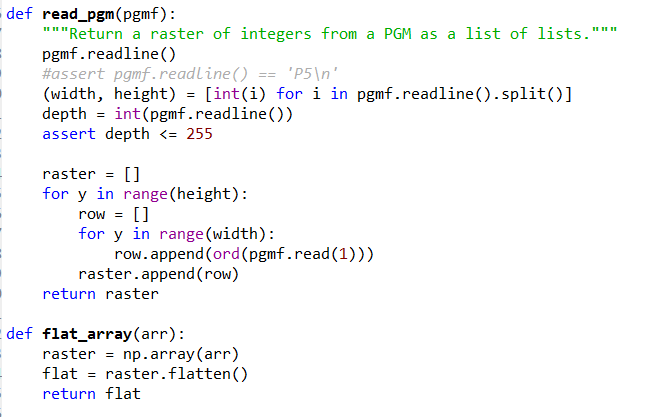 def read_pgm(pgmf):
    """Return a raster of integers from a PGM as a list of lists."""
    pgmf.readline()
    #assert pgmf.readline() == 'P5\n'
    (width, height) = [int(i) for i in pgmf.readline().split()]
    depth = int(pgmf.readline())
    assert depth <= 255

    raster = []
    for y in range(height):
        row = []
        for y in range(width):
            row.append(ord(pgmf.read(1)))
        raster.append(row)
    return raster

def flat_array(arr):
    raster = np.array(arr)
    flat = raster.flatten()
    return flat